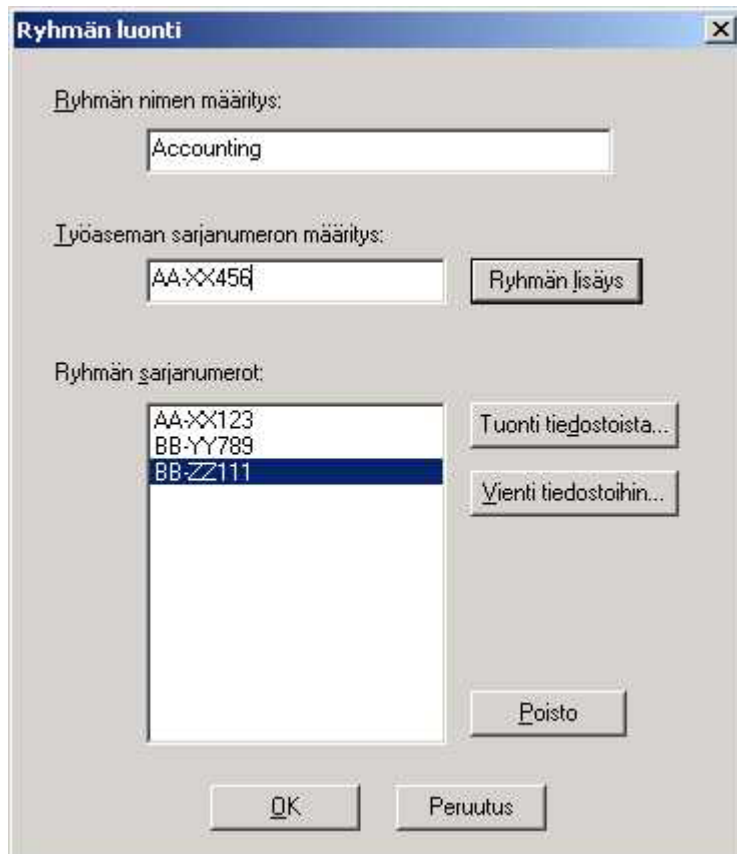 Ryhmän luonti
Ryhmän nimen määritys:
Accounting
Työaseman sarjanumeron määritys:
AA-XX456
Ryhmän lisäys
Ryhmän sarjanumerot:
AA-XX123
BB-YY789
BB-ZZ111
Tuonti tiedostoista...
Vienti tiedostoihin...
Poisto
OK
Peruutus